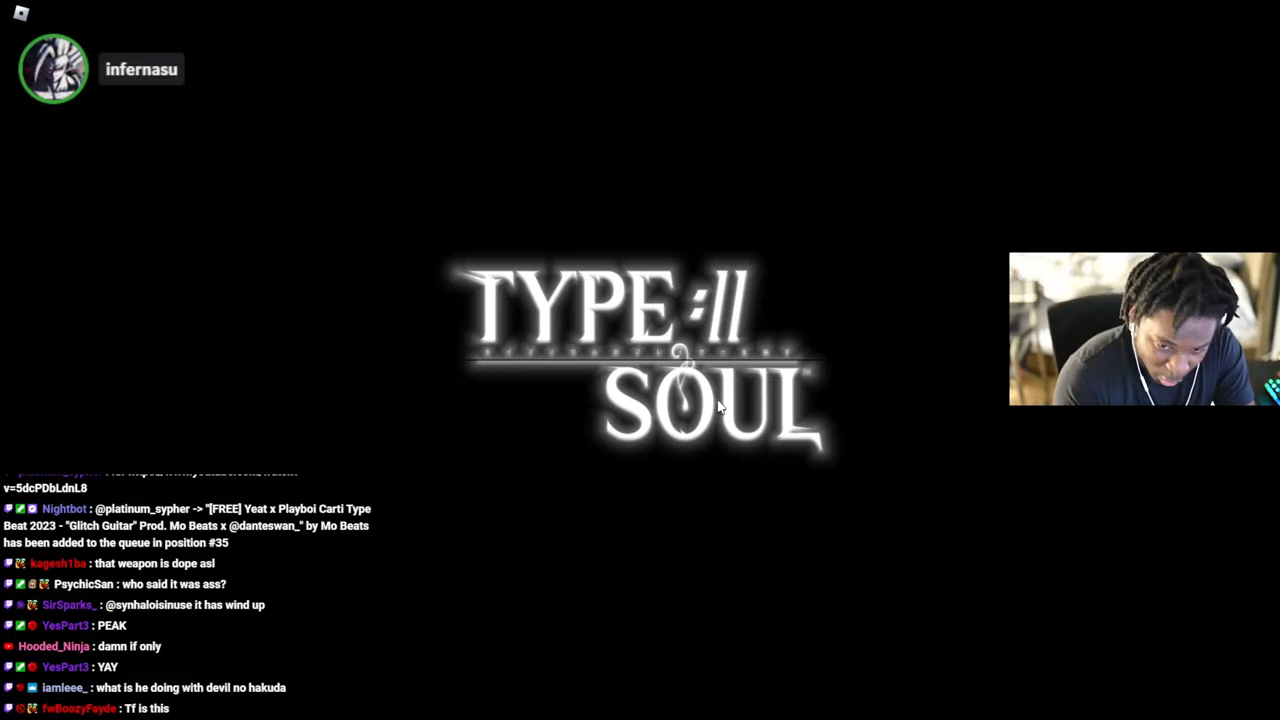 infernasu
TYPE ://
SOUL
TM
v=5dcPDbLdnL8
Nightbot : @platinum_sypher -> "[FREE] Yeat x Playboi Carti Type
Beat 2023 - "Glitch Guitar" Prod. Mo Beats x @danteswan_" by Mo Beats
has been added to the queue in position #35
kagesh1ba : that weapon is dope asl
PsychicSan : who said it was ass?
SirSparks_ : @synhaloisinuse it has wind up
YesPart3 : PEAK
Hooded_Ninja : damn if only
YesPart3 : YAY
iamleee_ : what is he doing with devil no hakuda
fwBoozyFayde : Tf is this